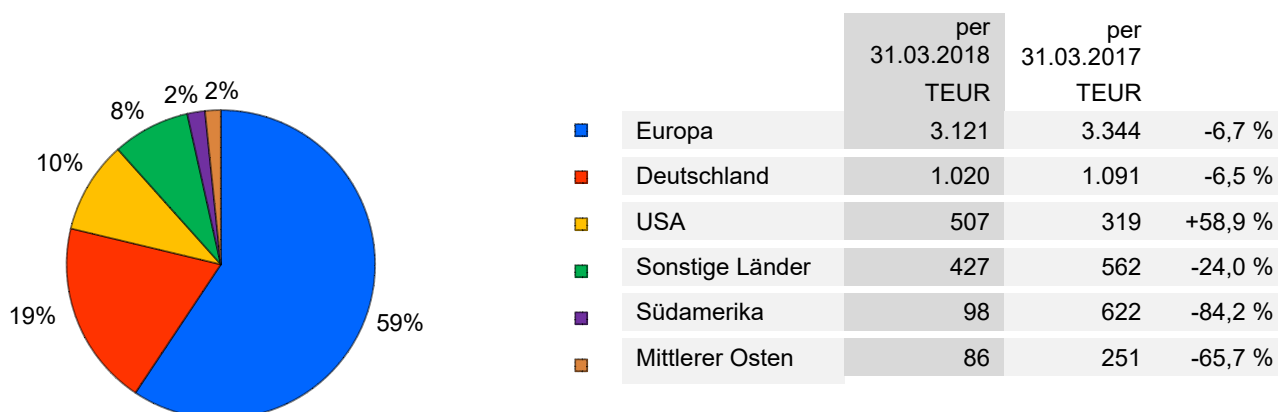 8%
2%
2%
10%
19%
59%
per
31.03.2018
per
31.03.2017
TEUR TEUR
Europa 3.121 3.344 -6,7 %
Deutschland 1.020 1.091 -6,5 %
USA 507 319 +58,9 %
Sonstige Länder 427 562 -24,0 %
Südamerika 98 622 -84,2 %
Mittlerer Osten 86 251 -65,7 %